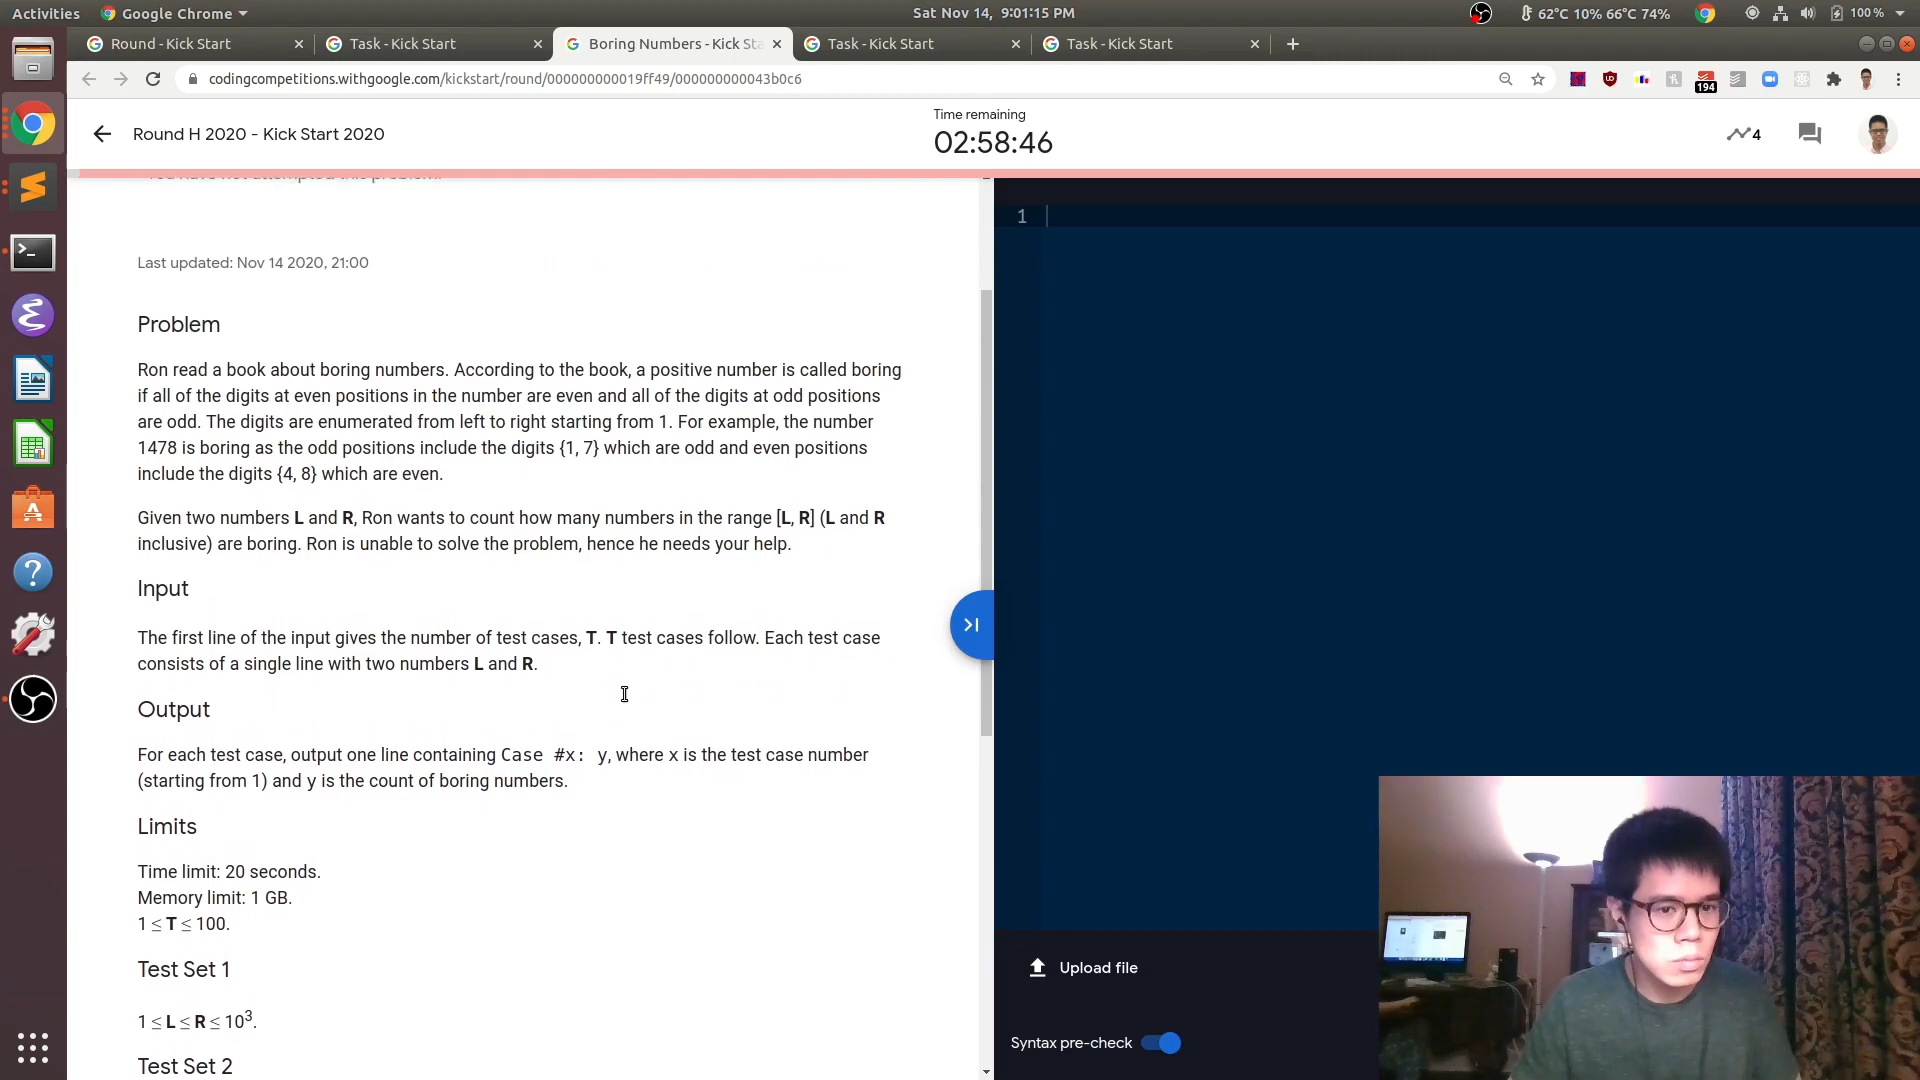 Activities
Google Chrome
Sat Nov 14, 9:01:15 PM
62°C 10% 66°C 74%
100 %
Round - Kick Start
Task - Kick Start
Boring Numbers - Kick Sta
Task - Kick Start
Task - Kick Start
codingcompetitions.withgoogle.com/kickstart/round/000000000019ff49/000000000043b0c6
194
Round H 2020 - Kick Start 2020
Time remaining
02:58:46
4
You have not attempted this problem.
Last updated: Nov 14 2020, 21:00
1
Problem
Ron read a book about boring numbers. According to the book, a positive number is called boring
if all of the digits at even positions in the number are even and all of the digits at odd positions
are odd. The digits are enumerated from left to right starting from 1. For example, the number
1478 is boring as the odd positions include the digits {1, 7} which are odd and even positions
include the digits {4, 8} which are even.
Given two numbers L and R, Ron wants to count how many numbers in the range [L, R] (L and R
inclusive) are boring. Ron is unable to solve the problem, hence he needs your help.
Input
The first line of the input gives the number of test cases, T. T test cases follow. Each test case
consists of a single line with two numbers L and R.
Output
For each test case, output one line containing Case #x: y, where x is the test case number
(starting from 1) and y is the count of boring numbers.
Limits
Time limit: 20 seconds.
Memory limit: 1 GB.
1 ≤ T ≤ 100.
Test Set 1
1 ≤ L ≤ R ≤ 10³.
Test Set 2
Upload file
Syntax pre-check